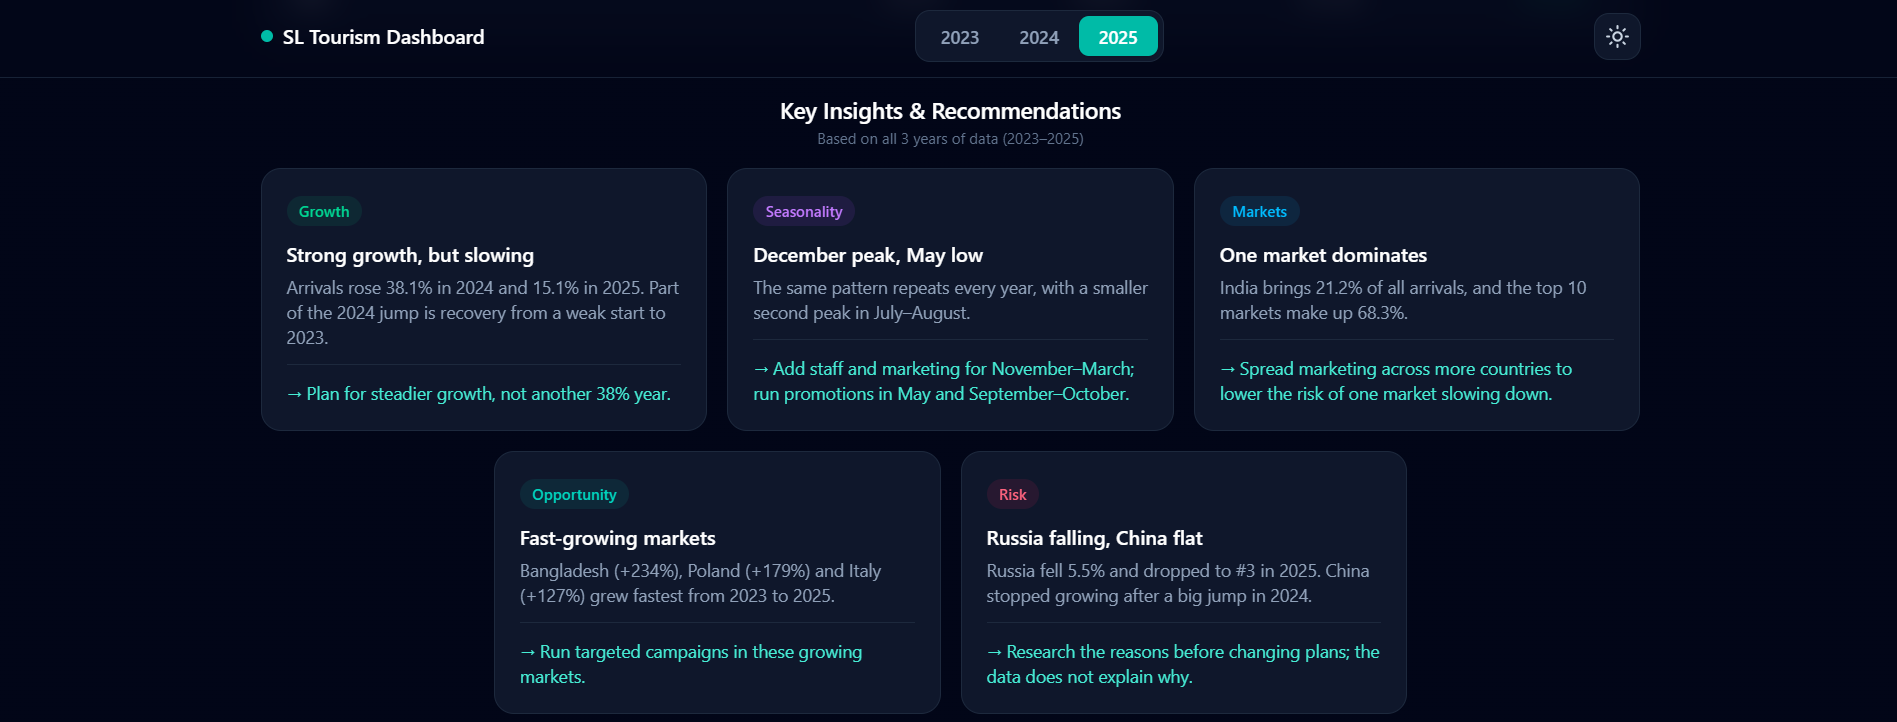 SL Tourism Dashboard
2023
2024
2025
Key Insights & Recommendations
Based on all 3 years of data (2023–2025)
Growth
Strong growth, but slowing
Arrivals rose 38.1% in 2024 and 15.1% in 2025. Part
of the 2024 jump is recovery from a weak start to
2023.
→ Plan for steadier growth, not another 38% year.
Seasonality
December peak, May low
The same pattern repeats every year, with a smaller
second peak in July–August.
→ Add staff and marketing for November–March;
run promotions in May and September–October.
Markets
One market dominates
India brings 21.2% of all arrivals, and the top 10
markets make up 68.3%.
→ Spread marketing across more countries to
lower the risk of one market slowing down.
Opportunity
Fast-growing markets
Bangladesh (+234%), Poland (+179%) and Italy
(+127%) grew fastest from 2023 to 2025.
→ Run targeted campaigns in these growing
markets.
Risk
Russia falling, China flat
Russia fell 5.5% and dropped to #3 in 2025. China
stopped growing after a big jump in 2024.
→ Research the reasons before changing plans; the
data does not explain why.